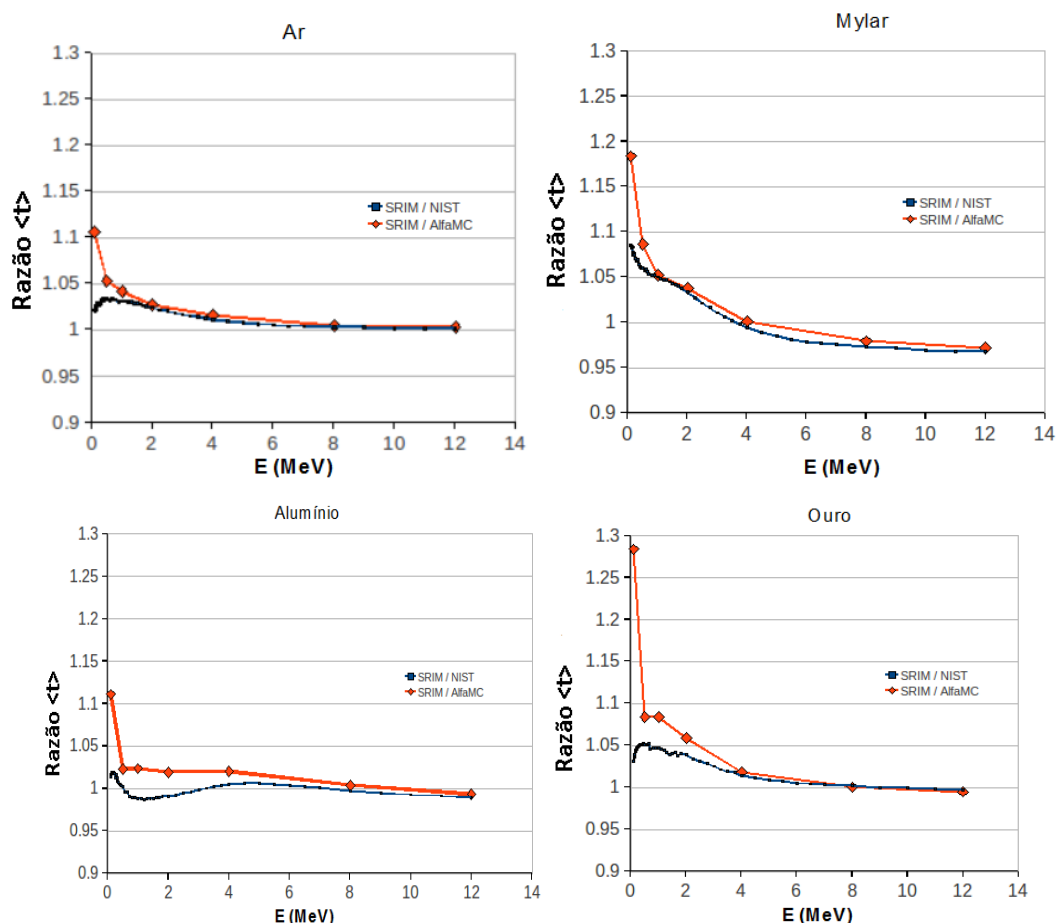 Ar
1.3
1.25
1.2
1.15
1.1
1.05
1
0.95
0.9
0 2 4 6 8 10 12 14
Razão <t>
E (MeV)
SRIM / NIST
SRIM / AlfaMC
Mylar
1.3
1.25
1.2
1.15
1.1
1.05
1
0.95
0.9
0 2 4 6 8 10 12 14
Razão <t>
E (MeV)
SRIM / NIST
SRIM / AlfaMC
Alumínio
1.3
1.25
1.2
1.15
1.1
1.05
1
0.95
0.9
0 2 4 6 8 10 12 14
Razão <t>
E (MeV)
SRIM / NIST
SRIM / AlfaMC
Ouro
1.3
1.25
1.2
1.15
1.1
1.05
1
0.95
0.9
0 2 4 6 8 10 12 14
Razão <t>
E (MeV)
SRIM / NIST
SRIM / AlfaMC